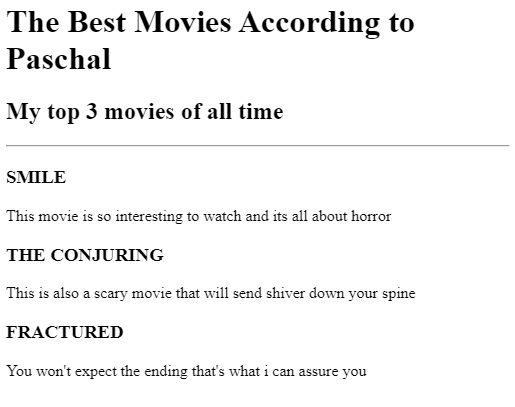 The Best Movies According to
Paschal
My top 3 movies of all time
SMILE
This movie is so interesting to watch and its all about horror
THE CONJURING
This is also a scary movie that will send shiver down your spine
FRACTURED
You won't expect the ending that's what i can assure you